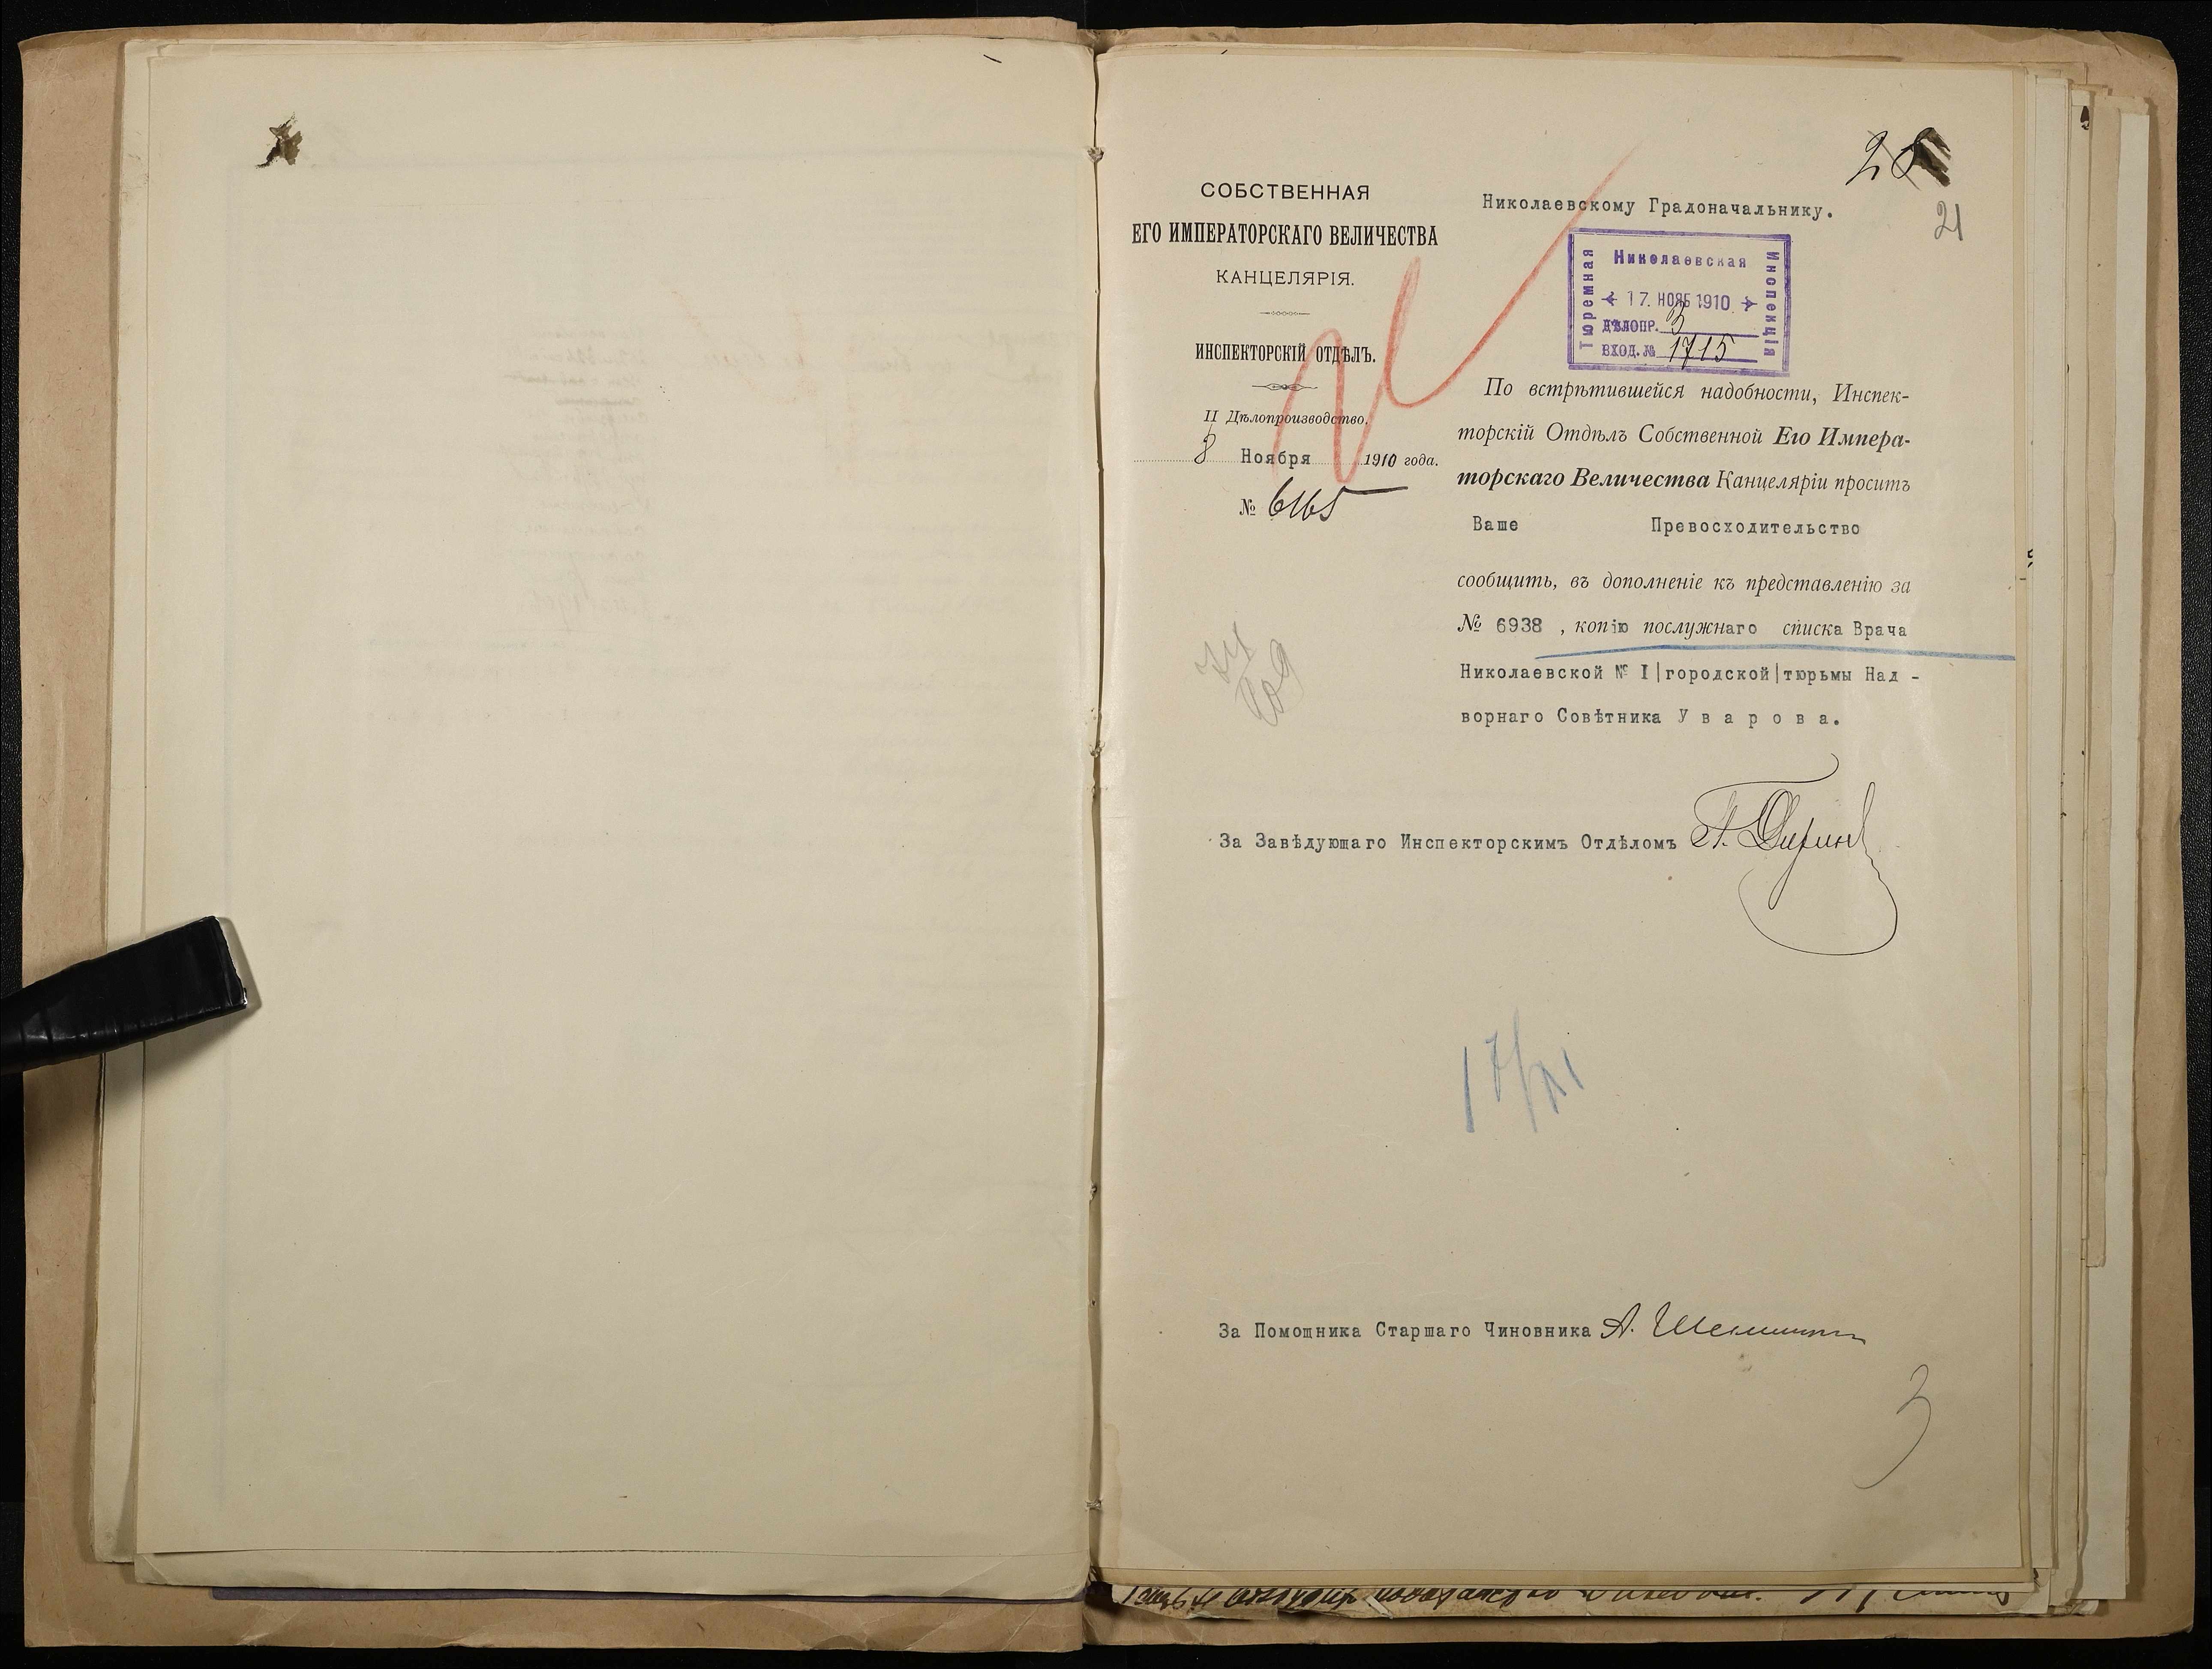 21
СОБСТВЕННАЯ
ЕГО ИМПЕРАТОРСКАГО ВЕЛИЧЕСТВА
КАНЦЕЛЯРІЯ.
ИНСПЕКТОРСКІЙ ОТДѢЛЪ.
II Дѣлопроизводство.
8 Ноября 1910 года.
№ 6165
Николаевскому Градоначальнику.
Николаевская
Тюремная
Инспекція
17. НОЯБ 1910
ДѢЛОПР. 3
ВХОД. № 1715
По встрѣтившейся надобности, Инспек-
торскій Отдѣлъ Собственной Его Импера-
торскаго Величества Канцеляріи проситъ
Ваше Превосходительство
сообщить, въ дополненіе къ представленію за
№ 6938 , копію послужнаго списка Врача
Николаевской № I|городской|тюрьмы Над -
ворнаго Совѣтника У в а р о в а.
За Завѣдующаго Инспекторскимъ Отдѣломъ
17/XI
За Помощника Старшаго Чиновника А.
3